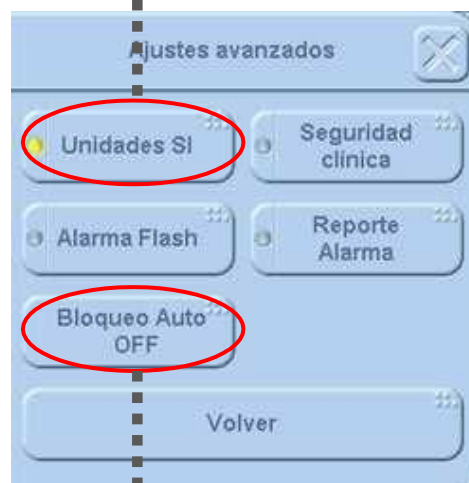 Ajustes avanzados
Unidades SI
Seguridad
clínica
Alarma Flash
Reporte
Alarma
Bloqueo Auto
OFF
Volver